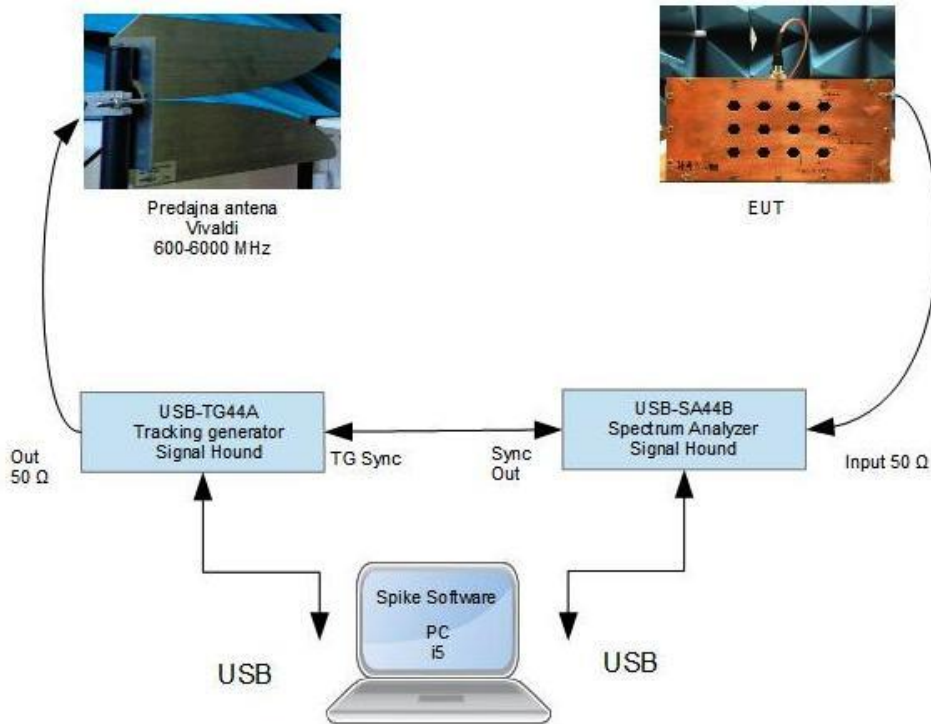 Predajna antena
Vivaldi
600-6000 MHz
EUT
USB-TG44A
Tracking generator
Signal Hound
USB-SA44B
Spectrum Analyzer
Signal Hound
Out
50 Ω
TG Sync
Sync
Out
Input 50 Ω
Spike Software
PC
i5
USB
USB